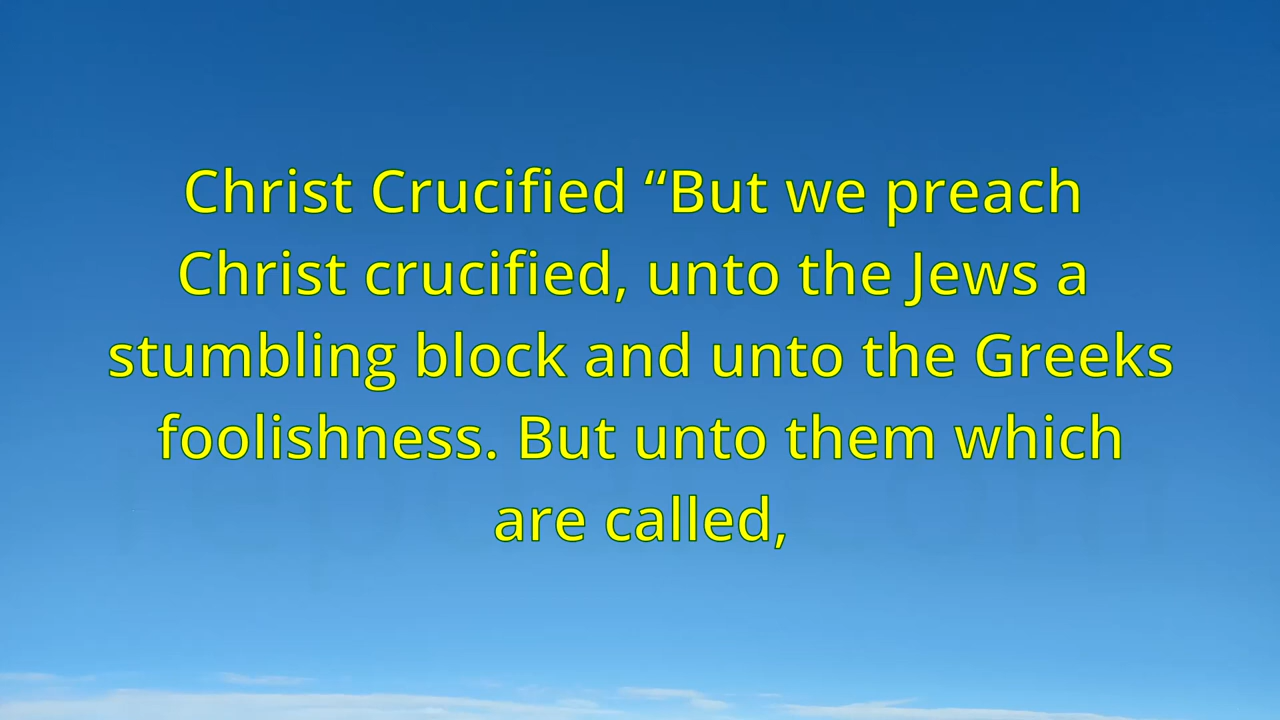 Christ Crucified “But we preach
Christ crucified, unto the Jews a
stumbling block and unto the Greeks
foolishness. But unto them which
are called,